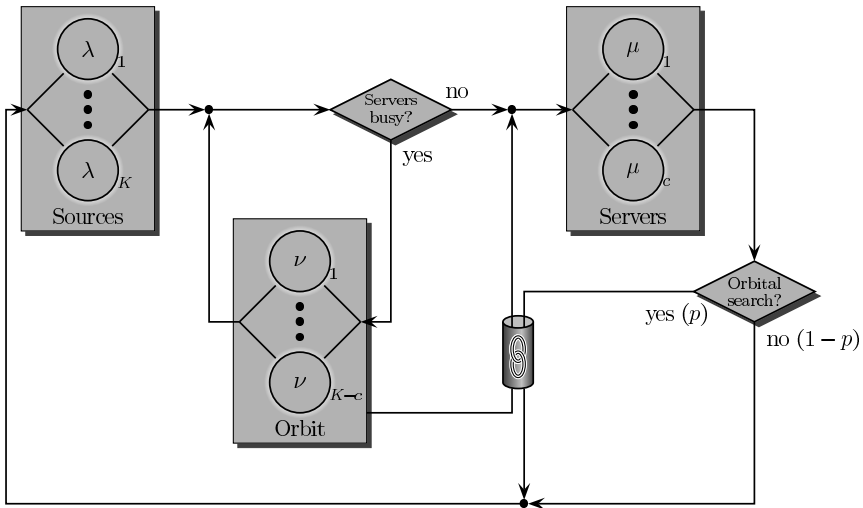 λ
1
λ
K
Sources
Servers
busy?
no
yes
μ
1
μ
c
Servers
ν
1
ν
K−c
Orbit
Orbital
search?
yes (p)
no (1 − p)